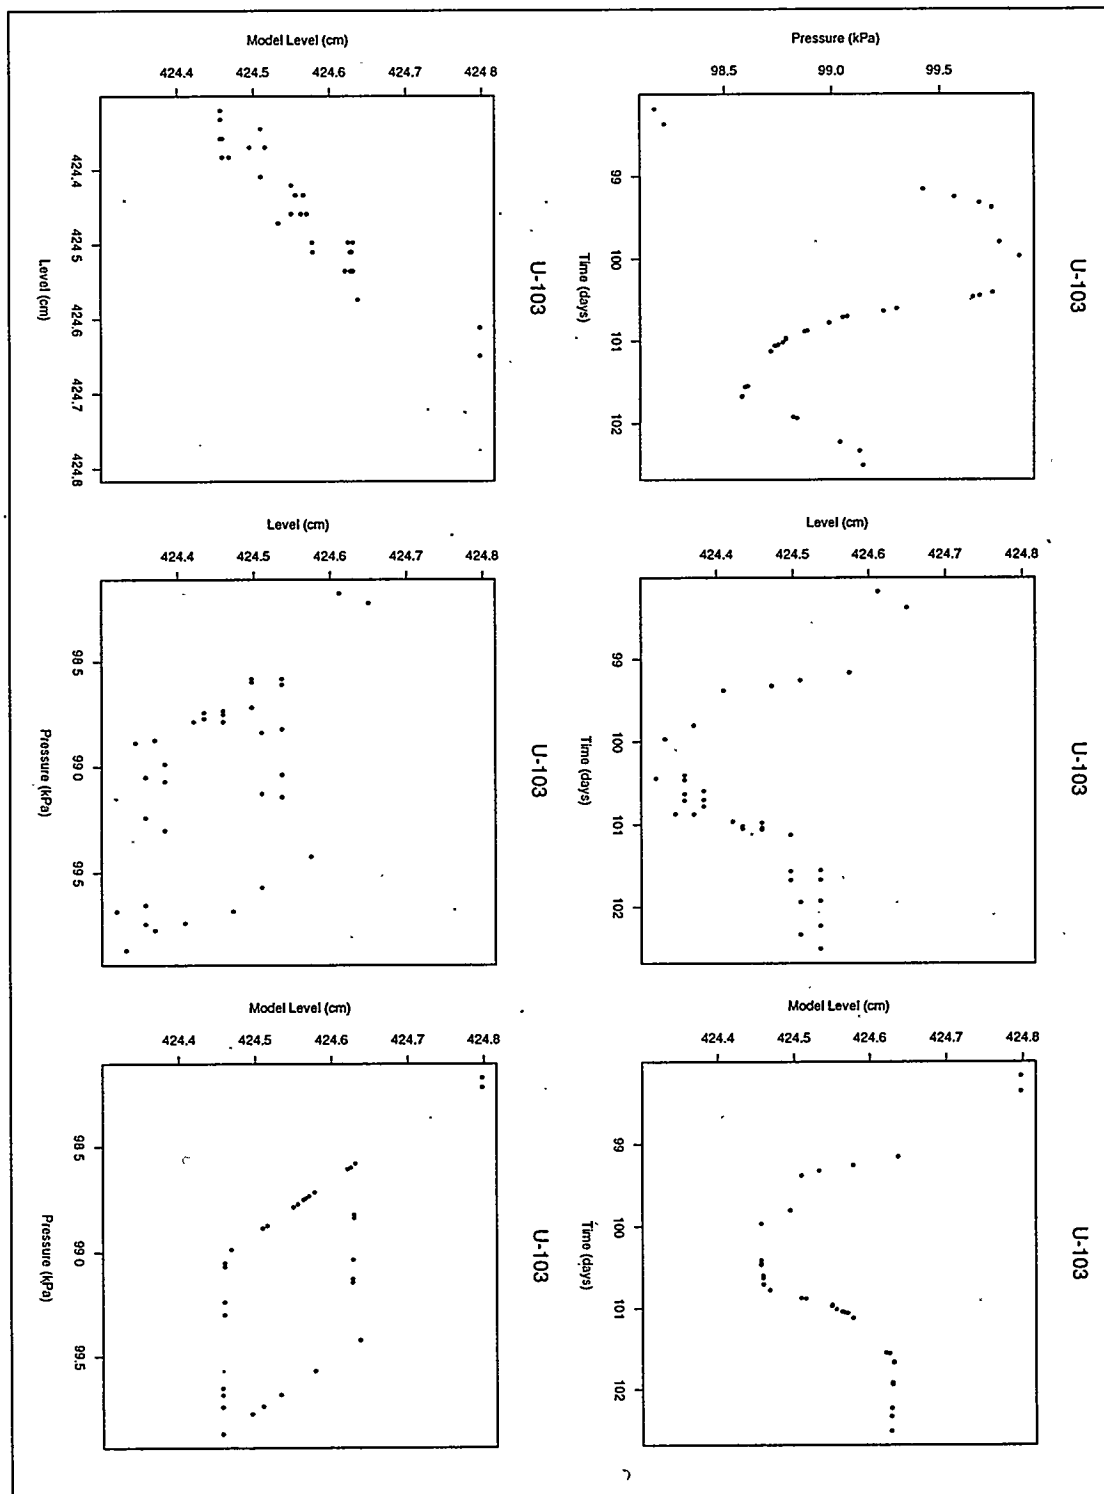 U-103
Pressure (kPa)
98.5 99.0 99.5
99 100 101 102
Time (days)
U-103
Level (cm)
424.4 424.5 424.6 424.7 424.8
99 100 101 102
Time (days)
U-103
Model Level (cm)
424.4 424.5 424.6 424.7 424.8
99 100 101 102
Time (days)
U-103
Model Level (cm)
424.4 424.5 424.6 424.7 424.8
424.4 424.5 424.6 424.7 424.8
Level (cm)
U-103
Level (cm)
424.4 424.5 424.6 424.7 424.8
98.5 99.0 99.5
Pressure (kPa)
U-103
Model Level (cm)
424.4 424.5 424.6 424.7 424.8
98.5 99.0 99.5
Pressure (kPa)